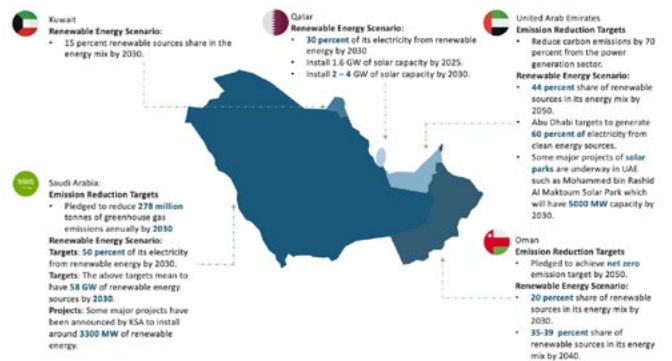 Kuwait
Renewable Energy Scenario:
• 15 percent renewable sources share in the
energy mix by 2030.
Qatar
Renewable Energy Scenario:
• 30 percent of its electricity from renewable
energy by 2030
• Install 1.6 GW of solar capacity by 2025.
• Install 2 – 4 GW of solar capacity by 2030.
United Arab Emirates
Emission Reduction Targets
• Reduce carbon emissions by 70
percent from the power
generation sector.
Renewable Energy Scenario:
• 44 percent share of renewable
sources in its energy mix by
2050.
• Abu Dhabi targets to generate
60 percent of electricity from
clean energy sources.
• Some major projects of solar
parks are underway in UAE
such as Mohammed bin Rashid
Al Maktoum Solar Park which
will have 5000 MW capacity by
2030.
Saudi Arabia:
Emission Reduction Targets
• Pledged to reduce 278 million
tonnes of greenhouse gas
emissions annually by 2030
Renewable Energy Scenario:
Targets: 50 percent of its electricity
from renewable energy by 2030.
Targets: The above targets mean to
have 58 GW of renewable energy
sources by 2030.
Projects: Some major projects have
been announced by KSA to install
around 3300 MW of renewable
energy.
Oman
Emission Reduction Targets
• Pledged to achieve net zero
emission target by 2050.
Renewable Energy Scenario:
• 20 percent share of renewable
sources in its energy mix by
2030.
• 35-39 percent share of
renewable sources in its energy
mix by 2040.